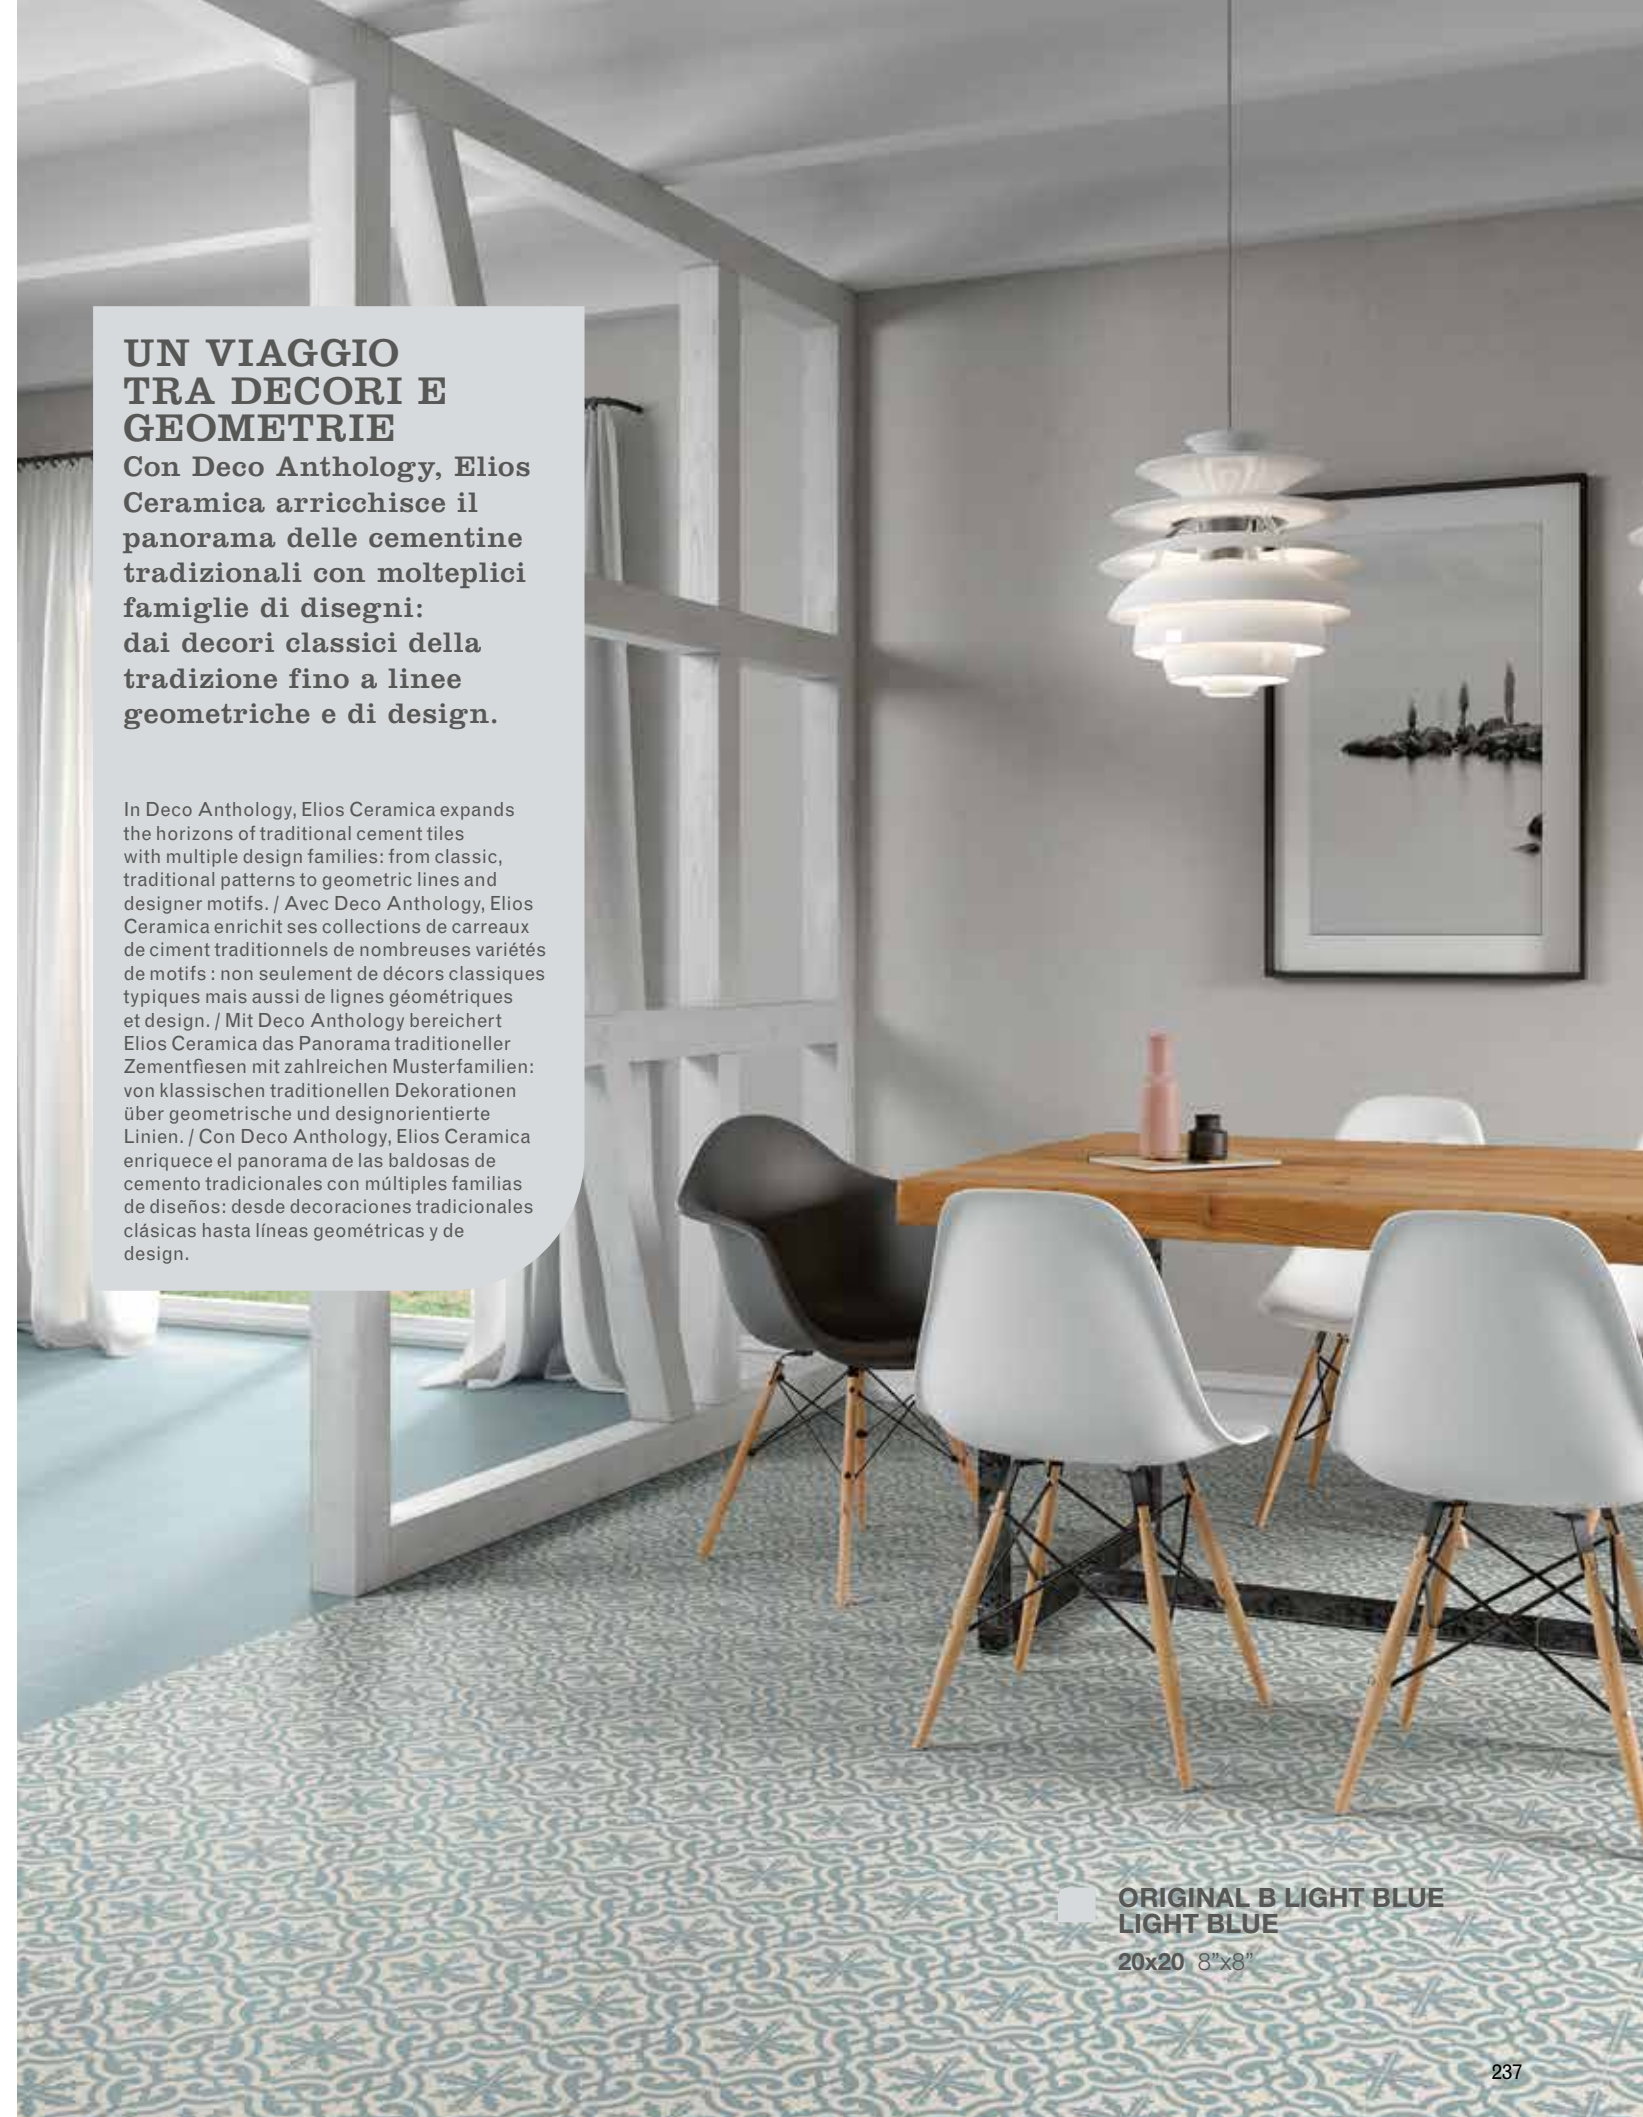 UN VIAGGIO
TRA DECORI E
GEOMETRIE
Con Deco Anthology, Elios
Ceramica arricchisce il
panorama delle cementine
tradizionali con molteplici
famiglie di disegni:
dai decori classici della
tradizione fino a linee
geometriche e di design.
In Deco Anthology, Elios Ceramica expands
the horizons of traditional cement tiles
with multiple design families: from classic,
traditional patterns to geometric lines and
designer motifs. / Avec Deco Anthology, Elios
Ceramica enrichit ses collections de carreaux
de ciment traditionnels de nombreuses variétés
de motifs : non seulement de décors classiques
typiques mais aussi de lignes géométriques
et design. / Mit Deco Anthology bereichert
Elios Ceramica das Panorama traditioneller
Zementfiesen mit zahlreichen Musterfamilien:
von klassischen traditionellen Dekorationen
über geometrische und designorientierte
Linien. / Con Deco Anthology, Elios Ceramica
enriquece el panorama de las baldosas de
cemento tradicionales con múltiples familias
de diseños: desde decoraciones tradicionales
clásicas hasta líneas geométricas y de
design.
ORIGINAL B LIGHT BLUE
LIGHT BLUE
20x20 8”x8”
237